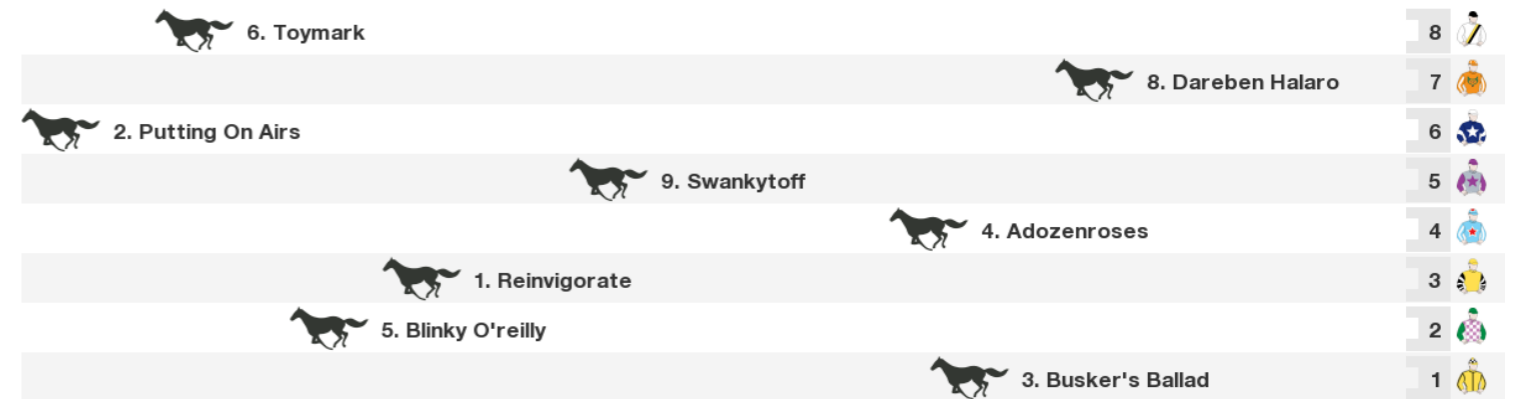 6. Toymark 8
8. Dareben Halaro 7
2. Putting On Airs 6
9. Swankytoff 5
4. Adozenroses 4
1. Reinvigorate 3
5. Blinky O'reilly 2
3. Busker's Ballad 1